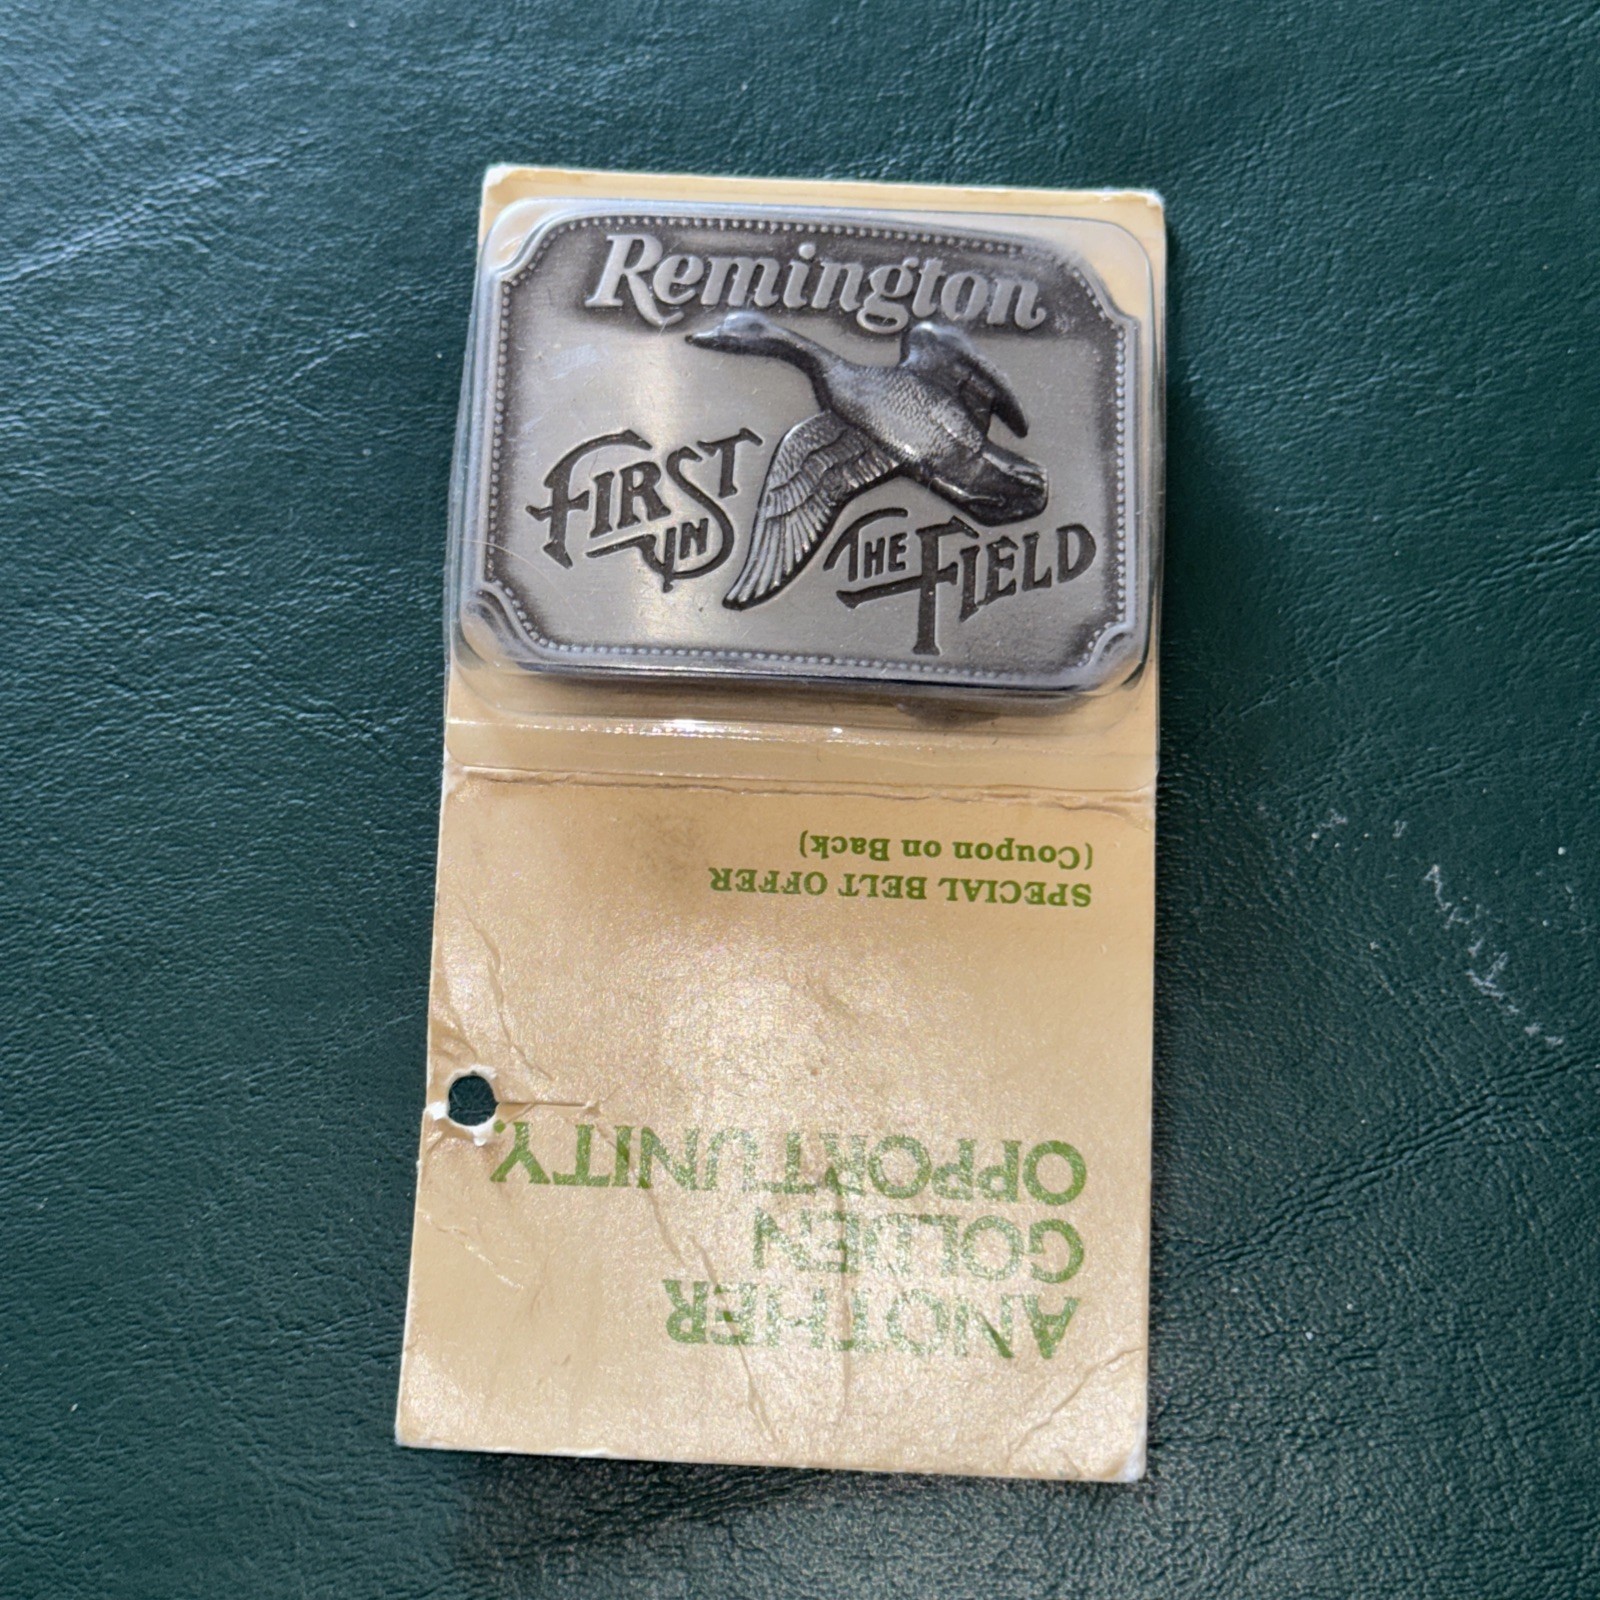 Remington
FIRST
IN
THE FIELD
ANOTHER
GOLDEN
OPPORTUNITY.
SPECIAL BELT OFFER
(Coupon on Back)